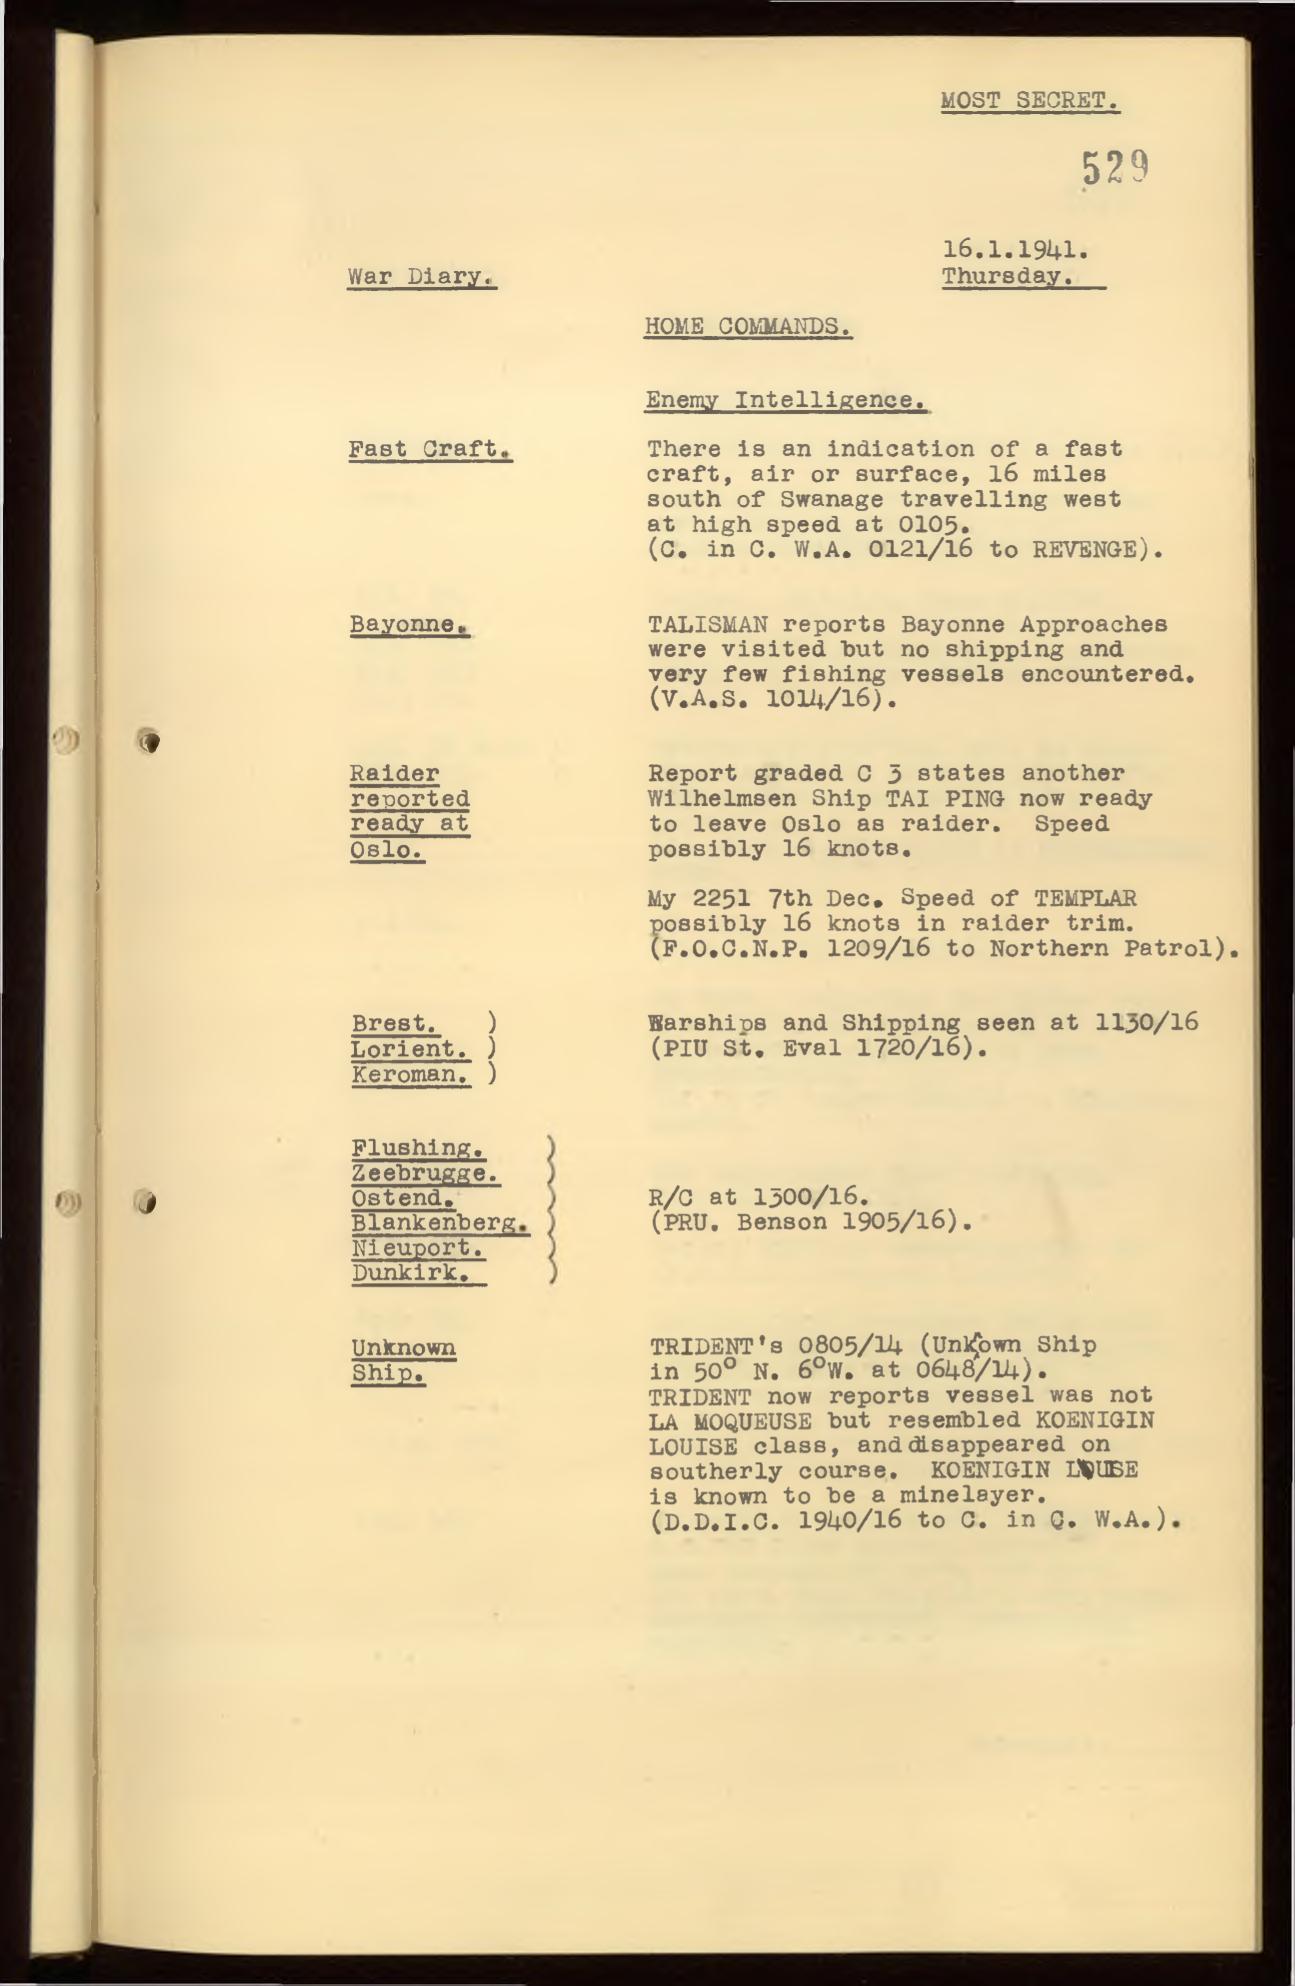 MOST SECRET.
529
16.1.1941.
War Diary.
Thursday.
HOME COMMANDS.
Enemy Intelligence.
Fast Craft.
There is an indication of a fast
craft, air or surface, 16 miles
south of Swanage travelling west
at high speed at 0105.
(C. in C. W.A. 0121/16 to REVENGE).
Bayonne.
TALISMAN reports Bayonne Approaches
were visited but no shipping and
very few fishing vessels encountered.
(V.A.S. 1014/16).
Raider
reported
ready at
Oslo.
Report graded C 3 states another
Wilhelmsen Ship TAI PING now ready
to leave Oslo as raider. Speed
possibly 16 knots.
My 2251 7th Dec. Speed of TEMPLAR
possibly 16 knots in raider trim.
(F.O.C.N.P. 1209/16 to Northern Patrol).
Brest. )
Lorient. )
Keroman. )
Warships and Shipping seen at 1130/16
(PIU St. Eval 1720/16).
Flushing. )
Zeebrugge. )
Ostend. )
Blankenberg. )
Nieuport. )
Dunkirk. )
R/C at 1300/16.
(PRU. Benson 1905/16).
Unknown
Ship.
TRIDENT's 0805/14 (Unk^own Ship
in 50° N. 6°W. at 0648/14).
TRIDENT now reports vessel was not
LA MOQUEUSE but resembled KOENIGIN
LOUISE class, and disappeared on
southerly course. KOENIGIN LOUISE
is known to be a minelayer.
(D.D.I.C. 1940/16 to C. in C. W.A.).